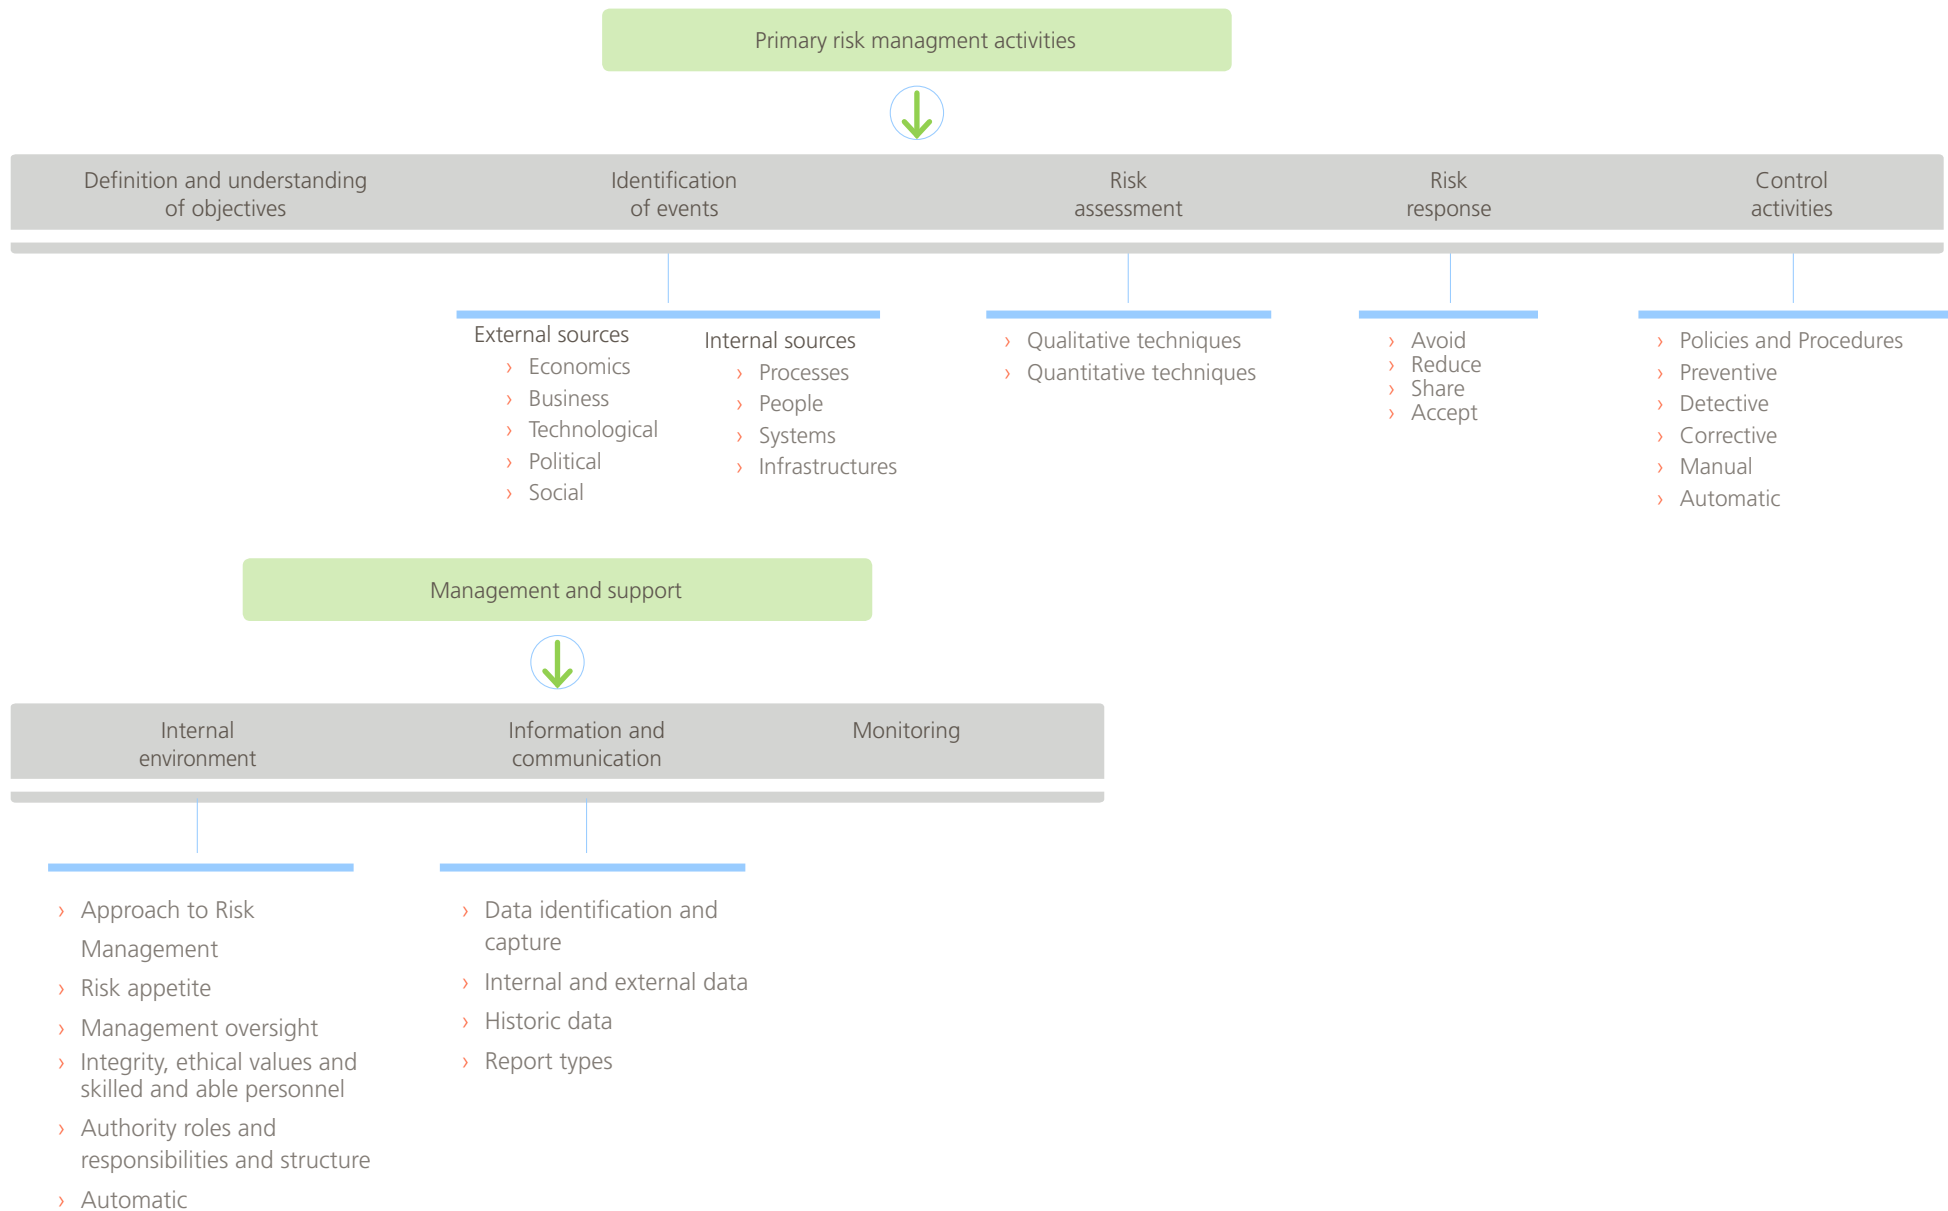 Primary risk managment activities
Definition and understanding
of objectives
Identification
of events
Risk
assessment
Risk
response
Control
activities
External sources
› Economics
› Business
› Technological
› Political
› Social
Internal sources
› Processes
› People
› Systems
› Infrastructures
› Qualitative techniques
› Quantitative techniques
› Avoid
› Reduce
› Share
› Accept
› Policies and Procedures
› Preventive
› Detective
› Corrective
› Manual
› Automatic
Management and support
Internal
environment
Information and
communication
Monitoring
› Approach to Risk
Management
› Risk appetite
› Management oversight
› Integrity, ethical values and
skilled and able personnel
› Authority roles and
responsibilities and structure
› Automatic
› Data identification and
capture
› Internal and external data
› Historic data
› Report types